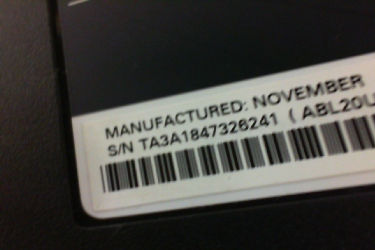 MANUFACTURED: NOVEMBER
S/N TA3A1847326241 ( ABL20U